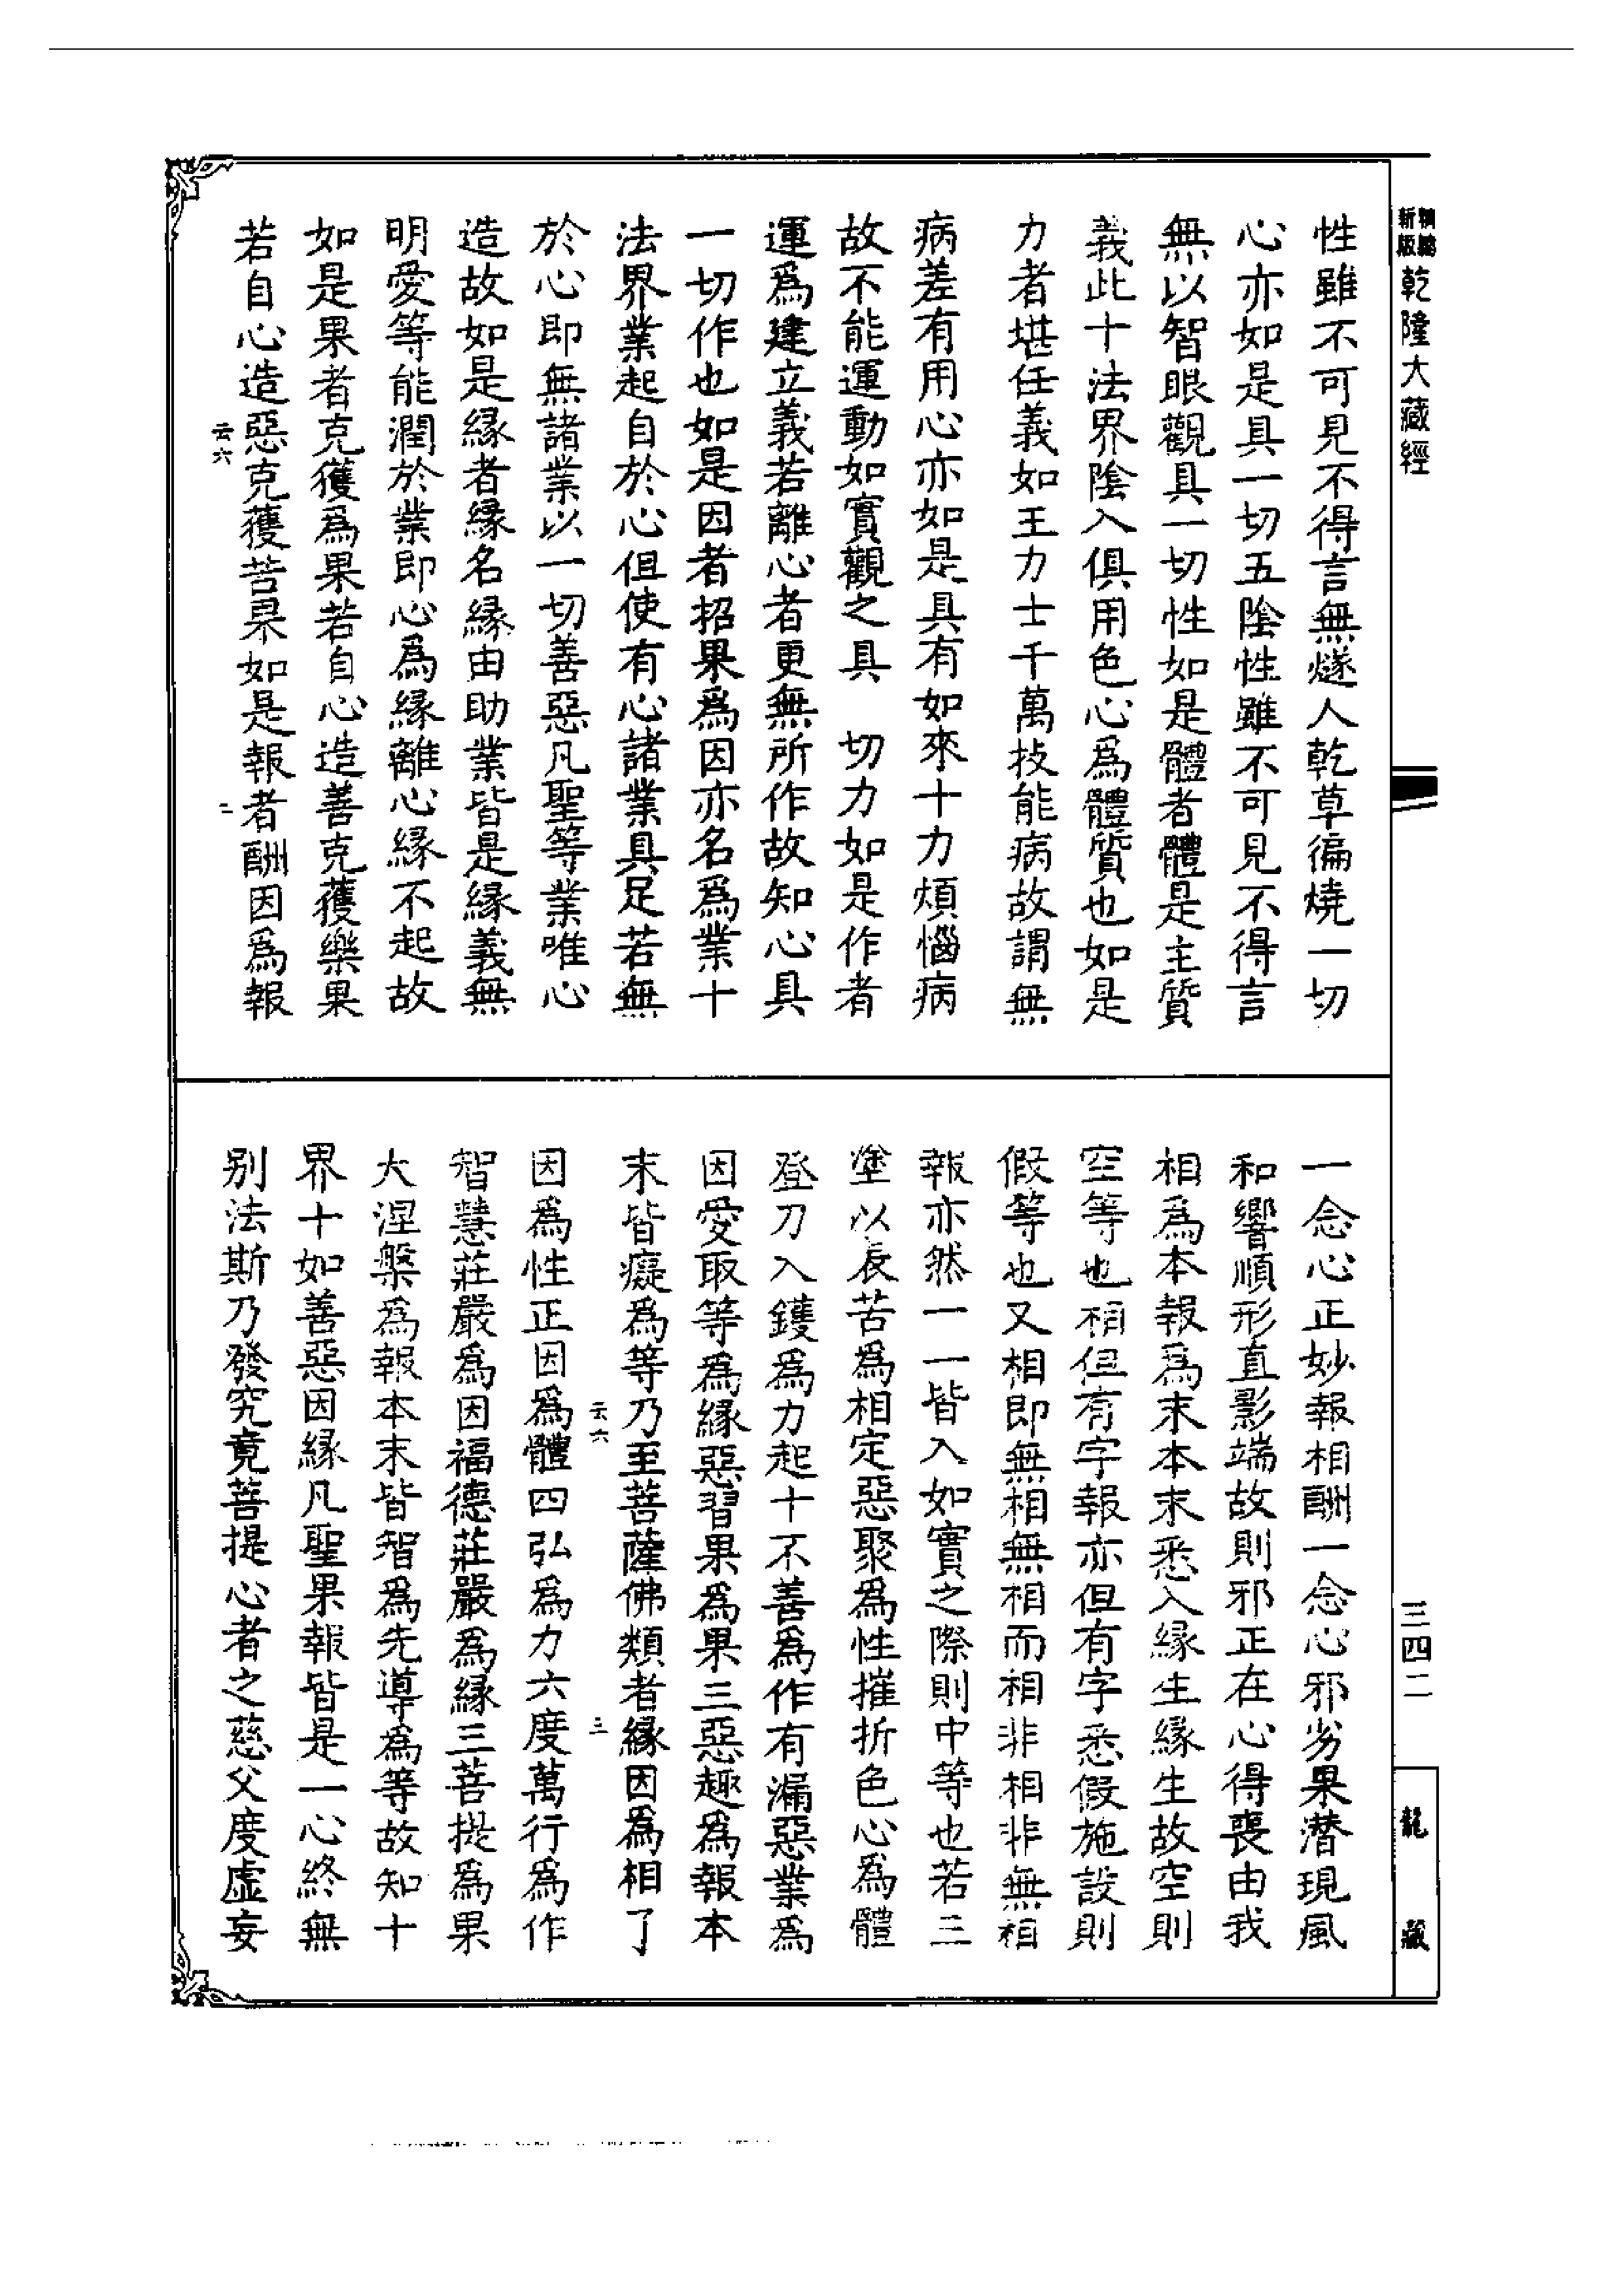 精縮
新版
乾隆大藏經
三四二
龍藏
性雖不可見不得言無燧人乾草徧燒一切
心亦如是具一切五陰性雖不可見不得言
無以智眼觀具一切性如是體者體是主質
義此十法界陰入俱用色心爲體質也如是
力者堪任義如王力士千萬技能病故謂無
病差有用心亦如是具有如來十力煩惱病
故不能運動如實觀之具 切力如是作者
運爲建立義若離心者更無所作故知心具
一切作也如是因者招果爲因亦名爲業十
法界業起自於心但使有心諸業具足若無
於心即無諸業以一切善惡凡聖等業唯心
造故如是緣者緣名緣由助業皆是緣義無
明愛等能潤於業即心爲緣離心緣不起故
如是果者克獲爲果若自心造善克獲樂果
若自心造惡克獲苦果如是報者酬因爲報
云六
二
一念心正妙報相酬一念心邪劣果潛現風
和響順形直影端故則邪正在心得喪由我
相爲本報爲末本末悉入緣生緣生故空則
空等也相但有字報亦但有字悉假施設則
假等也又相即無相無相而相非相非無相
報亦然一一皆入如實之際則中等也若三
塗以表苦爲相定惡聚爲性摧折色心爲體
登刀入鑊爲力起十不善爲作有漏惡業爲
因愛取等爲緣惡習果爲果三惡趣爲報本
末皆癡爲等乃至菩薩佛類者緣因爲相了
云六
三
因爲性正因爲體四弘爲力六度萬行爲作
智慧莊嚴爲因福德莊嚴爲緣三菩提爲果
大涅槃爲報本末皆智爲先導爲等故知十
界十如善惡因緣凡聖果報皆是一心終無
別法斯乃發究竟菩提心者之慈父度虛妄